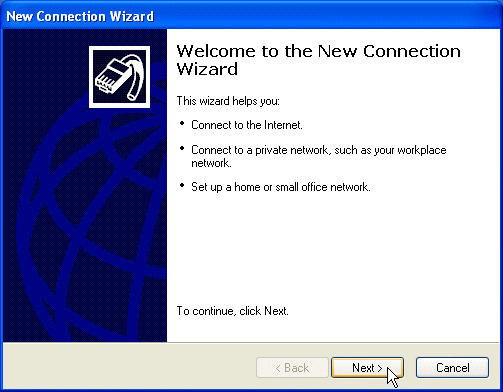 New Connection Wizard
Welcome to the New Connection
Wizard
This wizard helps you:
• Connect to the Internet.
• Connect to a private network, such as your workplace
network.
• Set up a home or small office network.
To continue, click Next.
< Back
Next >
Cancel